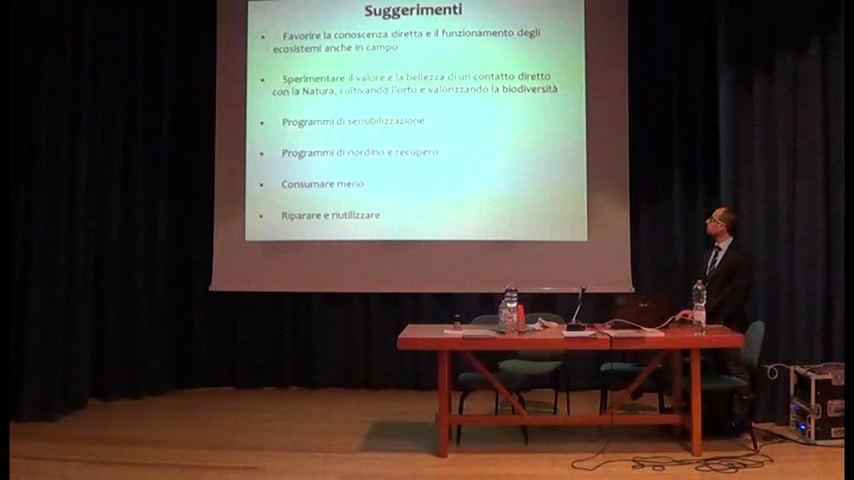 Suggerimenti
• Favorire la conoscenza diretta e il funzionamento degli
ecosistemi anche in campo
• Sperimentare il valore e la bellezza di un contatto diretto
con la Natura, coltivando l'orto e valorizzando la biodiversità
• Programmi di sensibilizzazione
• Programmi di riordino e recupero
• Consumare meno
• Riparare e riutilizzare